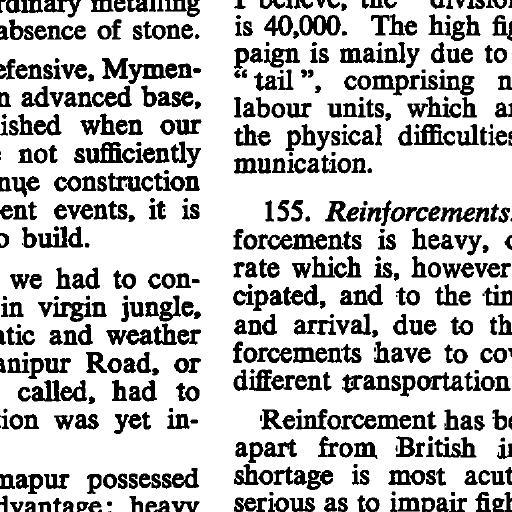 ordinary metalling
absence of stone.
efensive, Mymen-
n advanced base,
ished when our
not sufficiently
nue construction
ent events, it is
o build.
we had to con-
in virgin jungle,
atic and weather
anipur Road, or
called, had to
tion was yet in-
mapur possessed
dvantage: heavy
I believe, the "division
is 40,000. The high fig
paign is mainly due to
"tail", comprising n
labour units, which ar
the physical difficulties
munication.
155. Reinforcements.
forcements is heavy,
rate which is, however
cipated, and to the tim
and arrival, due to th
forcements have to cov
different transportation
Reinforcement has be
apart from British in
shortage is most acut
serious as to impair figh